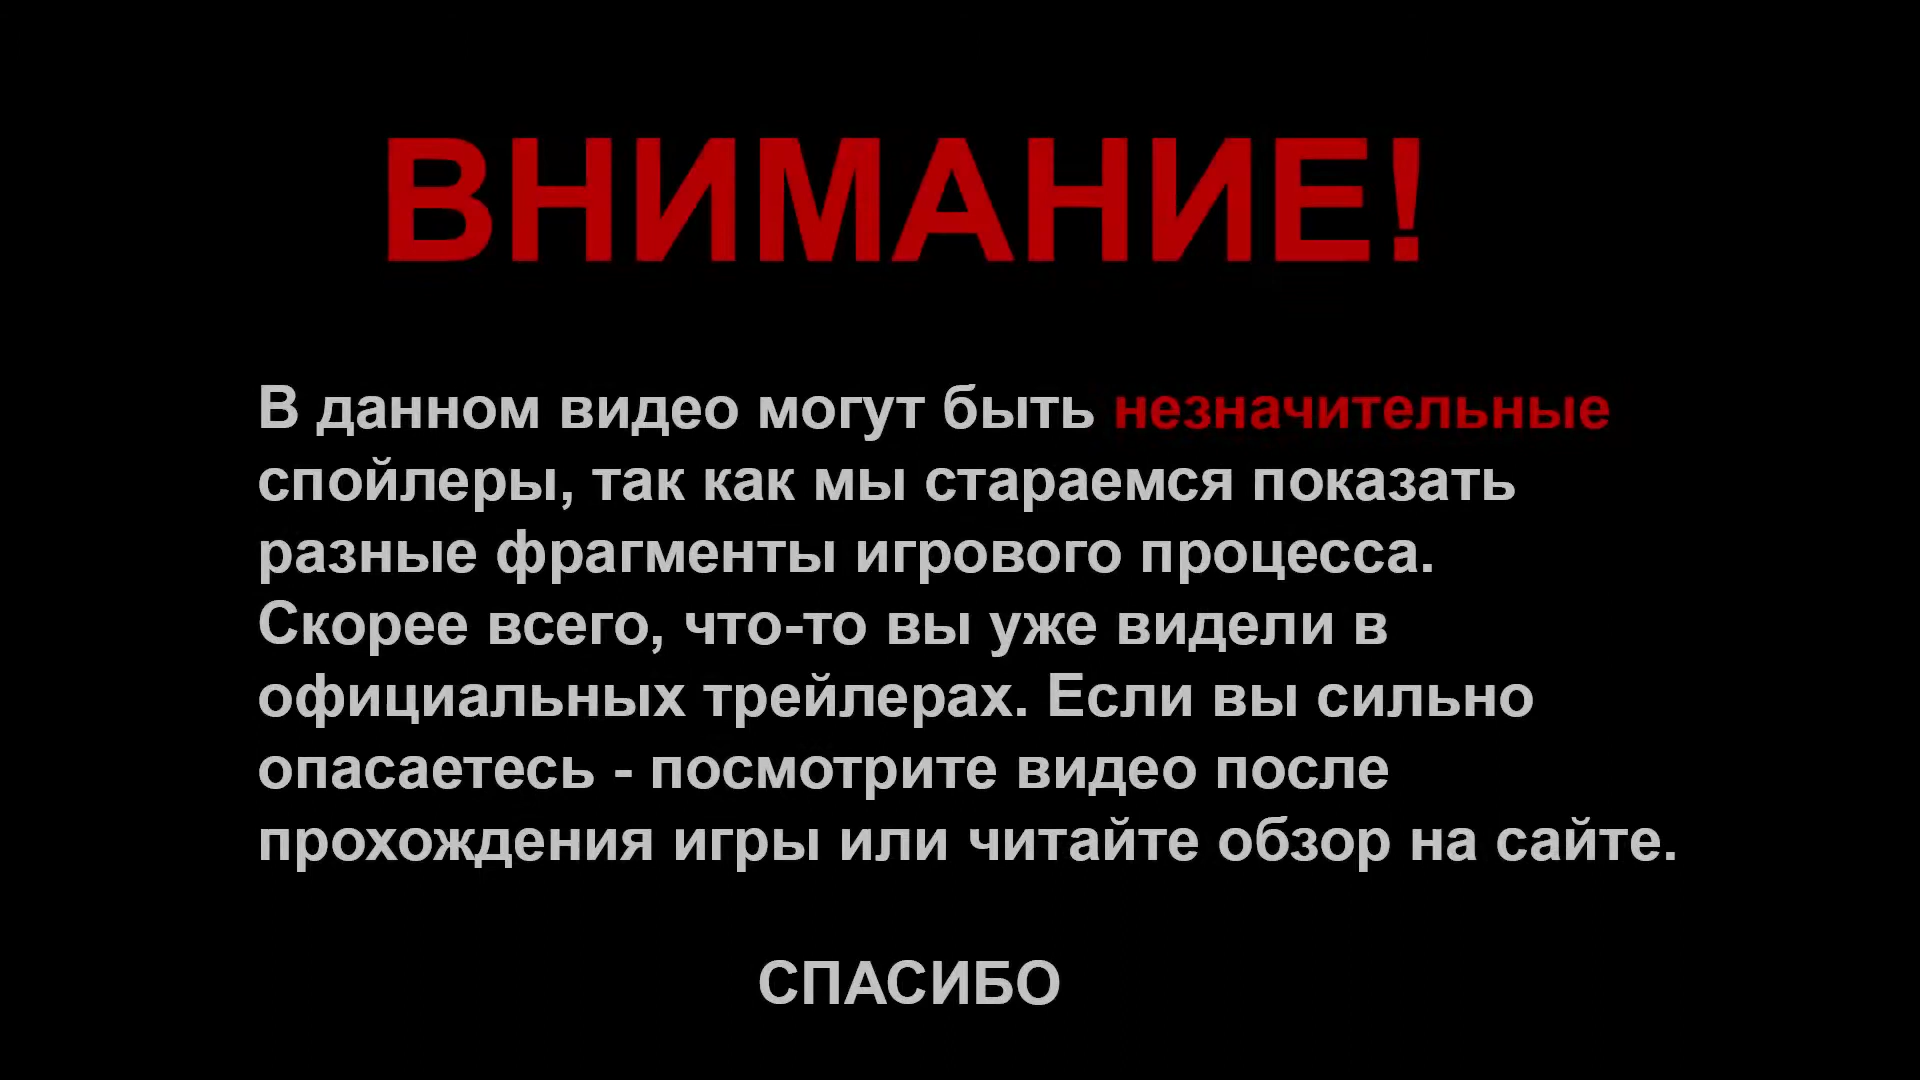 ВНИМАНИЕ!
В данном видео могут быть незначительные
спойлеры, так как мы стараемся показать
разные фрагменты игрового процесса.
Скорее всего, что-то вы уже видели в
официальных трейлерах. Если вы сильно
опасаетесь - посмотрите видео после
прохождения игры или читайте обзор на сайте.
СПАСИБО